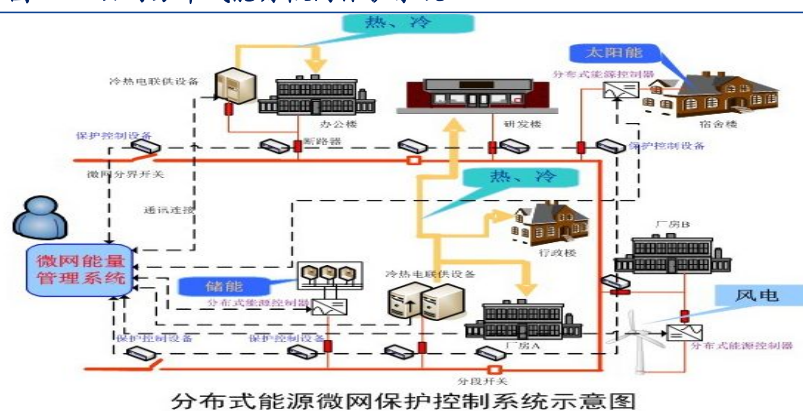 热、冷
太阳能
冷热电联供设备
分布式能源控制器
办公楼
研发楼
宿舍楼
保护控制设备
断路器
保护控制设备
微网分界开关
热、冷
通讯连接
行政楼
厂房B
微网能量
管理系统
储能
冷热电联供设备
分布式能源控制器
风电
厂房A
保护控制设备
保护控制设备
分布式能源控制器
分段开关
分布式能源微网保护控制系统示意图